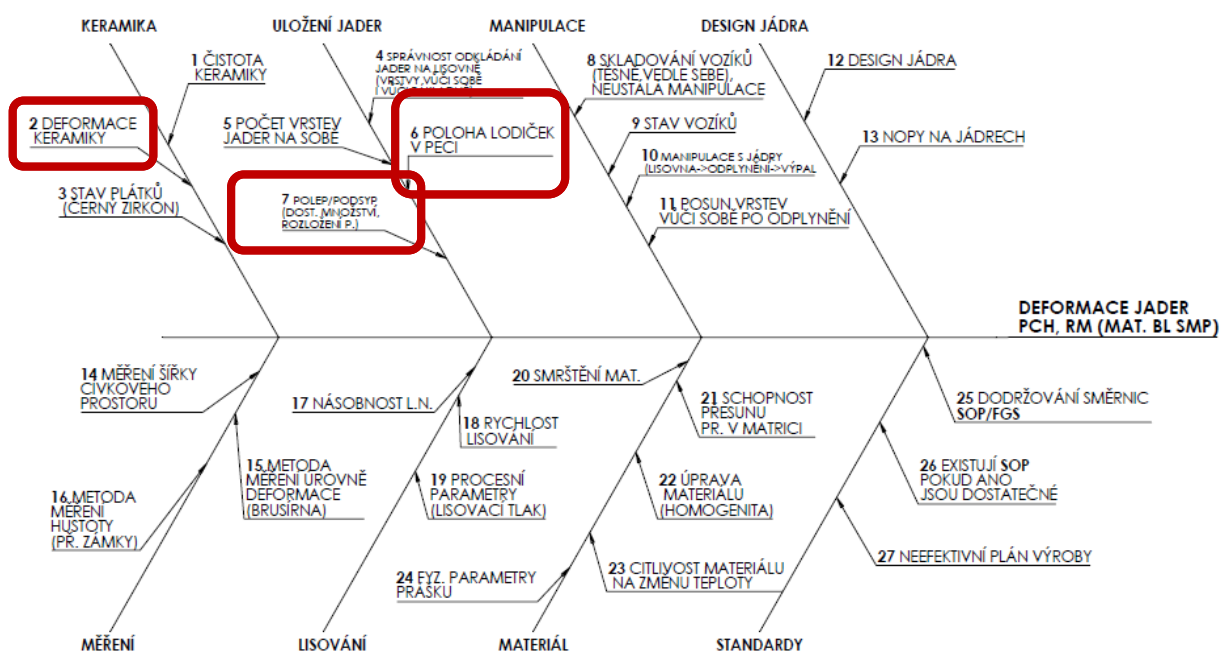 KERAMIKA
ULOŽENÍ JADER
MANIPULACE
DESIGN JÁDRA
1 ČISTOTA
KERAMIKY
2 DEFORMACE
KERAMIKY
3 STAV PLÁTKŮ
(ČERNÝ ZIRKON)
4 SPRÁVNOST ODKLÁDÁNÍ
JADER NA LISOVNĚ
(VRSTVY VŮČI SOBĚ
5 POČET VRSTEV
JADER NA SOBĚ
6 POLOHA LODIČEK
V PECI
7 POLEP/PODSYP
(DOST. MNOŽSTVÍ,
ROZLOŽENÍ P.)
8 SKLADOVÁNÍ VOZÍKŮ
(TĚSNĚ VEDLE SEBE),
NEUSTÁLA MANIPULACE
9 STAV VOZÍKŮ
10 MANIPULACE S JÁDRY
(LISOVNA->ODPLYNĚNÍ->VÝPAL
11 POSUN VRSTEV
VŮČI SOBĚ PO ODPLYNĚNÍ
12 DESIGN JÁDRA
13 NOPY NA JÁDRECH
DEFORMACE JADER
PCH, RM (MAT. BL SMP)
14 MĚŘENÍ ŠÍŘKY
CIVKOVÉHO
PROSTORU
15 METODA
MĚŘENÍ ÚROVNĚ
DEFORMACE
(BRUSÍRNA)
16 METODA
MĚŘENÍ
HUSTOTY
(PŘ. ZÁMKY)
17 NÁSOBNOST L.N.
18 RYCHLOST
LISOVÁNÍ
19 PROCESNÍ
PARAMETRY
(LISOVACÍ TLAK)
20 SMRŠTĚNÍ MAT.
21 SCHOPNOST
PŘESUNU
PR. V MATRICI
22 ÚPRAVA
MATERIÁLU
(HOMOGENITA)
23 CITLIVOST MATERIÁLU
NA ZMĚNU TEPLOTY
24 FYZ. PARAMETRY
PRÁŠKU
25 DODRŽOVÁNÍ SMĚRNIC
SOP/FGS
26 EXISTUJÍ SOP
POKUD ANO
JSOU DOSTATEČNÉ
27 NEEFEKTIVNÍ PLÁN VÝROBY
MĚŘENÍ
LISOVÁNÍ
MATERIÁL
STANDARDY